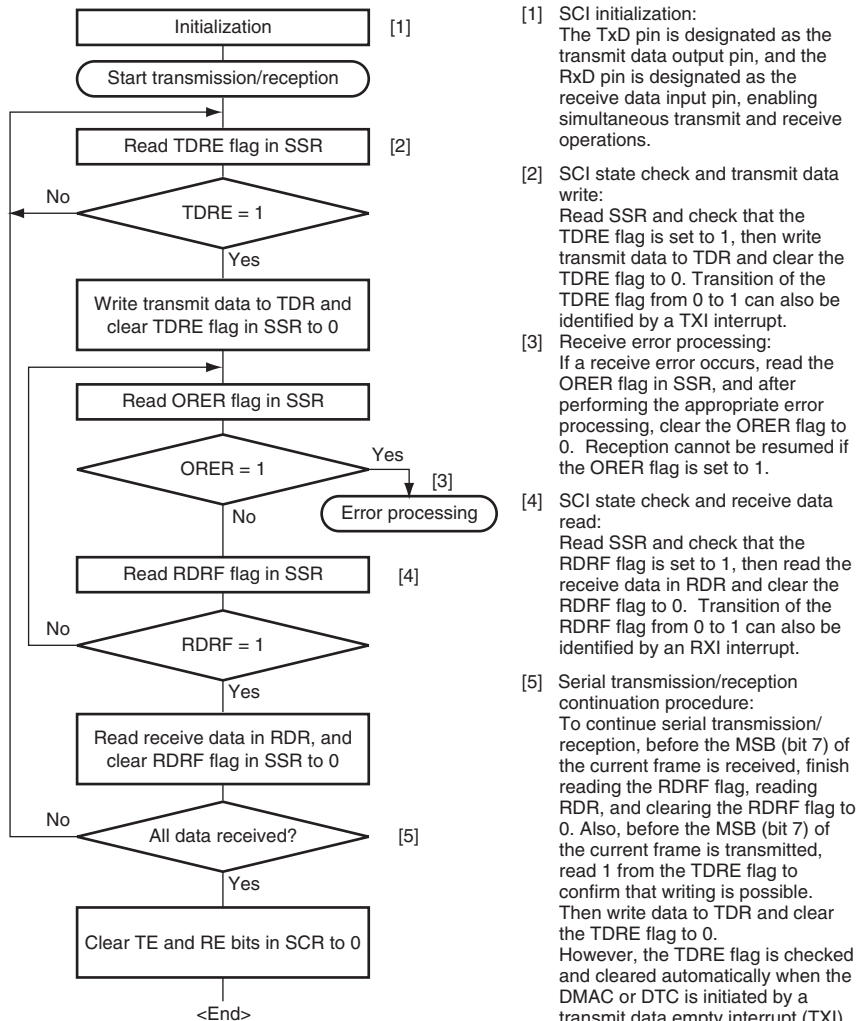 Initialization [1]
Start transmission/reception
Read TDRE flag in SSR [2]
No
TDRE = 1
Yes
Write transmit data to TDR and
clear TDRE flag in SSR to 0
Read ORER flag in SSR
Yes
ORER = 1
[3]
No
Error processing
Read RDRF flag in SSR [4]
No
RDRF = 1
Yes
Read receive data in RDR, and
clear RDRF flag in SSR to 0
No
All data received? [5]
Yes
Clear TE and RE bits in SCR to 0
<End>
[1] SCI initialization:
The TxD pin is designated as the
transmit data output pin, and the
RxD pin is designated as the
receive data input pin, enabling
simultaneous transmit and receive
operations.
[2] SCI state check and transmit data
write:
Read SSR and check that the
TDRE flag is set to 1, then write
transmit data to TDR and clear the
TDRE flag to 0. Transition of the
TDRE flag from 0 to 1 can also be
identified by a TXI interrupt.
[3] Receive error processing:
If a receive error occurs, read the
ORER flag in SSR, and after
performing the appropriate error
processing, clear the ORER flag to
0. Reception cannot be resumed if
the ORER flag is set to 1.
[4] SCI state check and receive data
read:
Read SSR and check that the
RDRF flag is set to 1, then read the
receive data in RDR and clear the
RDRF flag to 0. Transition of the
RDRF flag from 0 to 1 can also be
identified by an RXI interrupt.
[5] Serial transmission/reception
continuation procedure:
To continue serial transmission/
reception, before the MSB (bit 7) of
the current frame is received, finish
reading the RDRF flag, reading
RDR, and clearing the RDRF flag to
0. Also, before the MSB (bit 7) of
the current frame is transmitted,
read 1 from the TDRE flag to
confirm that writing is possible.
Then write data to TDR and clear
the TDRE flag to 0.
However, the TDRE flag is checked
and cleared automatically when the
DMAC or DTC is initiated by a
transmit data empty interrupt (TXI)